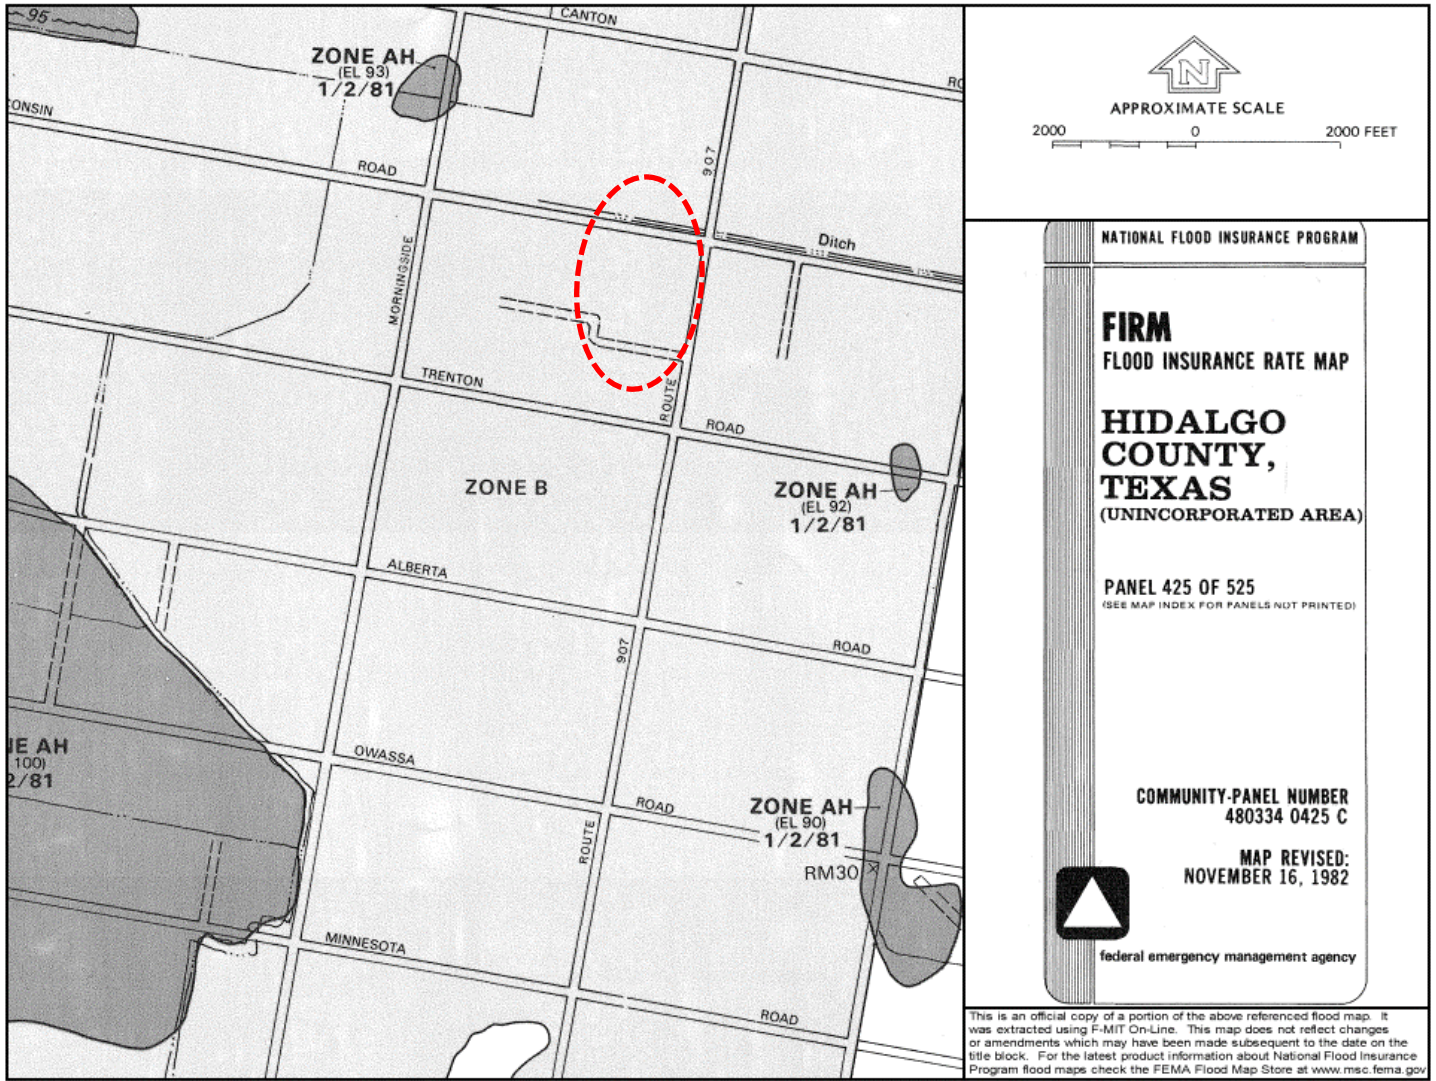 95
CANTON
ZONE AH
(EL 93)
1/2/81
CONSIN
ROAD
907
MORNINGSIDE
Ditch
TRENTON
ROUTE
ROAD
ZONE B
ZONE AH
(EL 92)
1/2/81
ALBERTA
ROAD
907
OWASSA
ROAD
NE AH
100)
2/81
ZONE AH
(EL 90)
1/2/81
RM30
ROUTE
MINNESOTA
ROAD
RO
N
APPROXIMATE SCALE
2000 0 2000 FEET
NATIONAL FLOOD INSURANCE PROGRAM
FIRM
FLOOD INSURANCE RATE MAP
HIDALGO
COUNTY,
TEXAS
(UNINCORPORATED AREA)
PANEL 425 OF 525
(SEE MAP INDEX FOR PANELS NOT PRINTED)
COMMUNITY-PANEL NUMBER
480334 0425 C
MAP REVISED:
NOVEMBER 16, 1982
federal emergency management agency
This is an official copy of a portion of the above referenced flood map. It
was extracted using F-MIT On-Line. This map does not reflect changes
or amendments which may have been made subsequent to the date on the
title block. For the latest product information about National Flood Insurance
Program flood maps check the FEMA Flood Map Store at www.msc.fema.gov